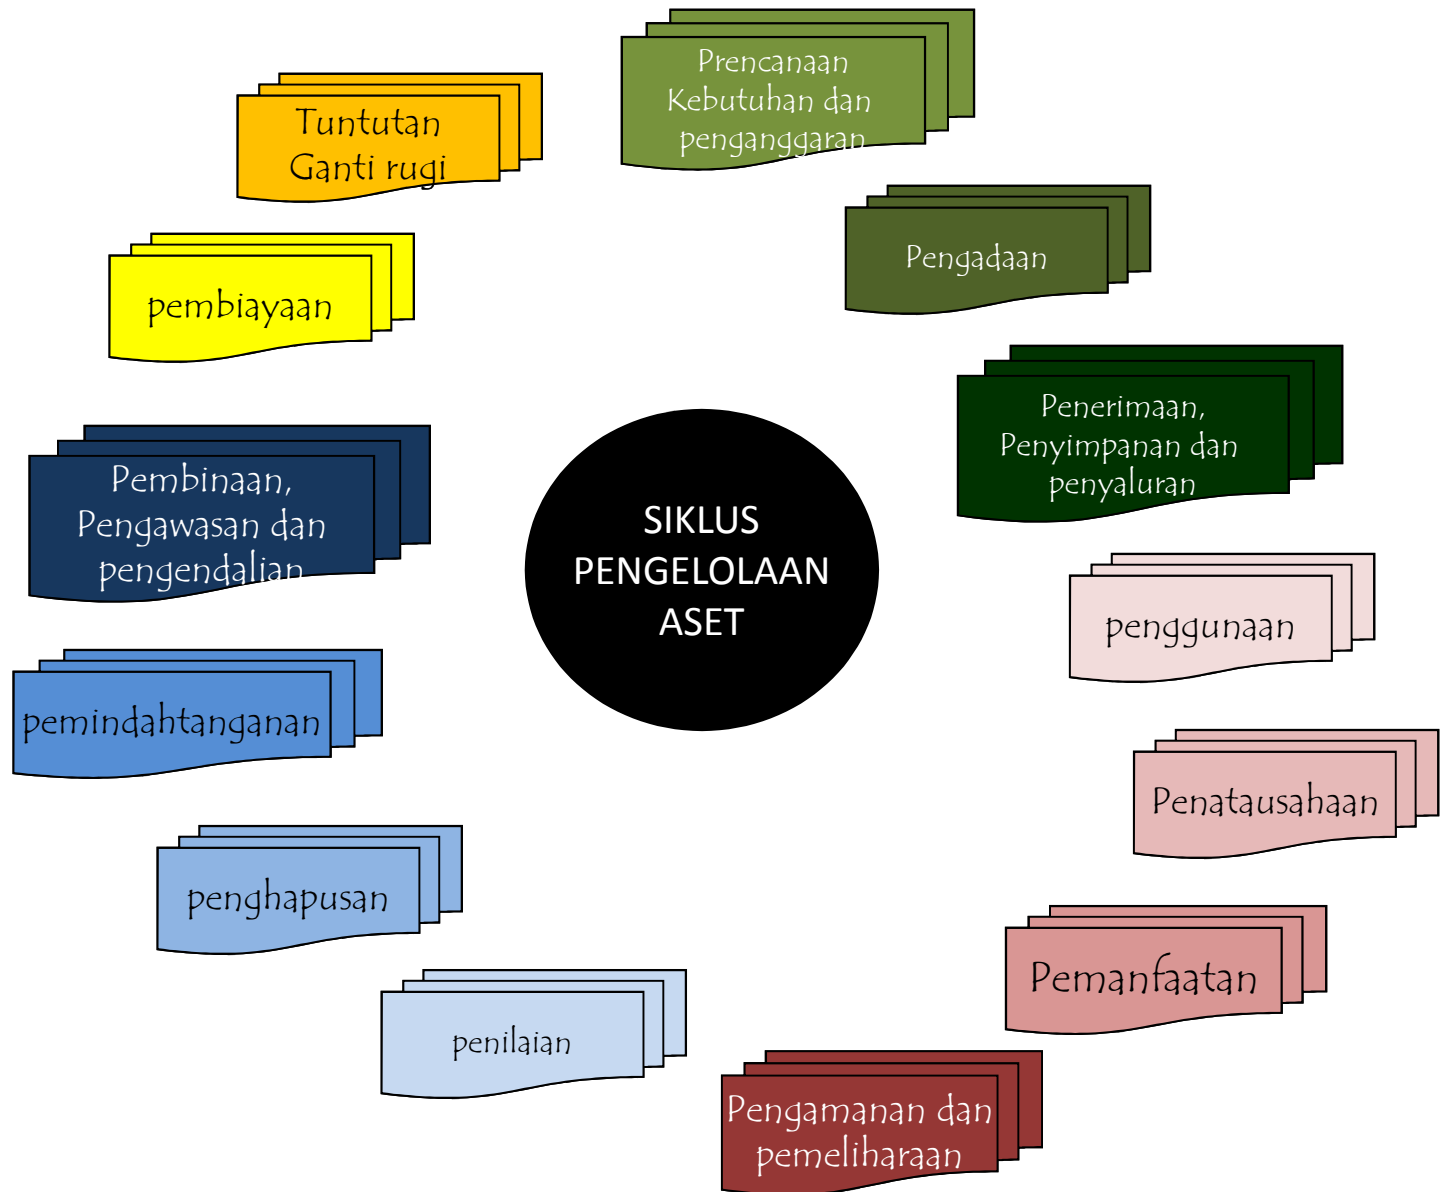 Prencanaan
Kebutuhan dan
penganggaran
Tuntutan
Ganti rugi
Pengadaan
pembiayaan
Penerimaan,
Penyimpanan dan
penyaluran
Pembinaan,
Pengawasan dan
pengendalian
SIKLUS
PENGELOLAAN
ASET
penggunaan
pemindahtanganan
Penatausahaan
penghapusan
Pemanfaatan
penilaian
Pengamanan dan
pemeliharaan